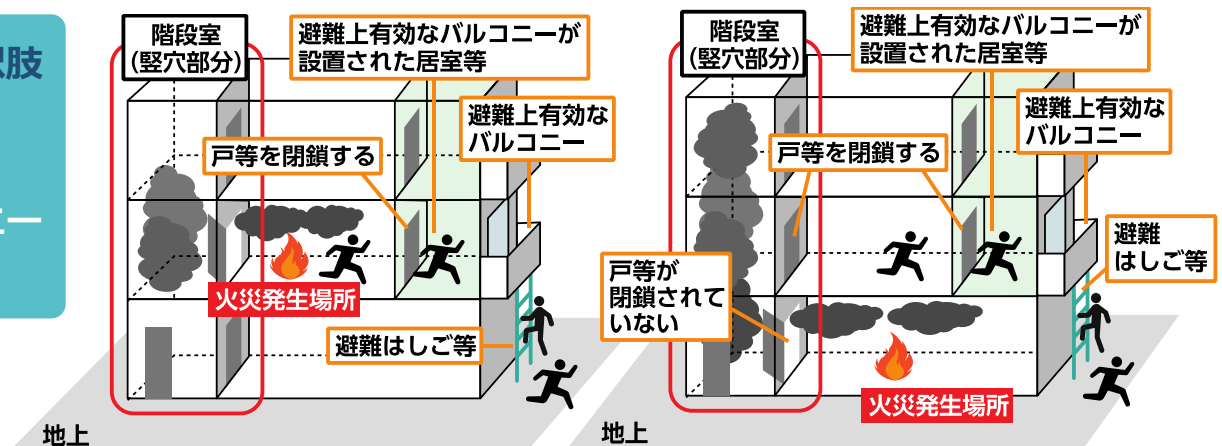 択肢
ニー
階段室
(竪穴部分)
避難上有効なバルコニーが
設置された居室等
避難上有効な
バルコニー
戸等を閉鎖する
火災発生場所
避難はしご等
地上
階段室
(竪穴部分)
避難上有効なバルコニーが
設置された居室等
避難上有効な
バルコニー
戸等を閉鎖する
避難
はしご等
戸等が
閉鎖されて
いない
火災発生場所
地上